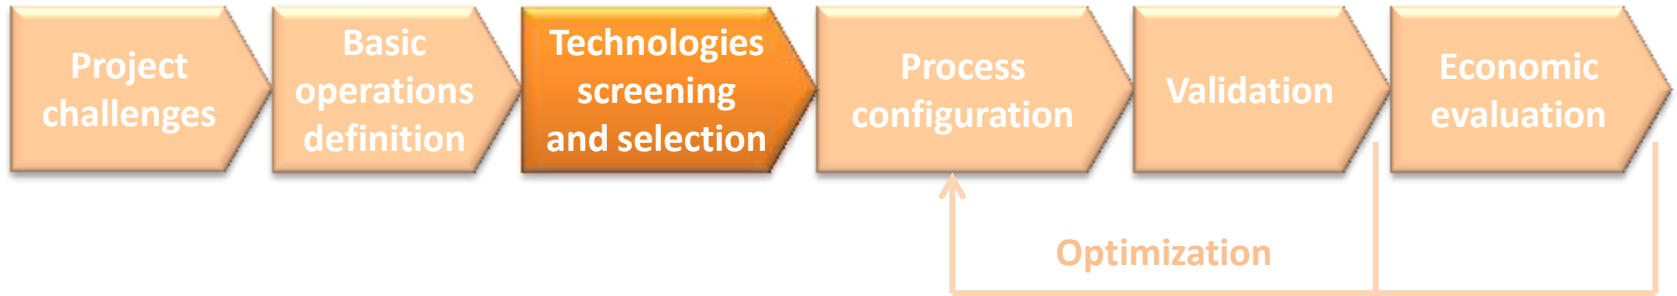 Project
challenges
Basic
operations
definition
Technologies
screening
and selection
Process
configuration
Validation
Economic
evaluation
Optimization